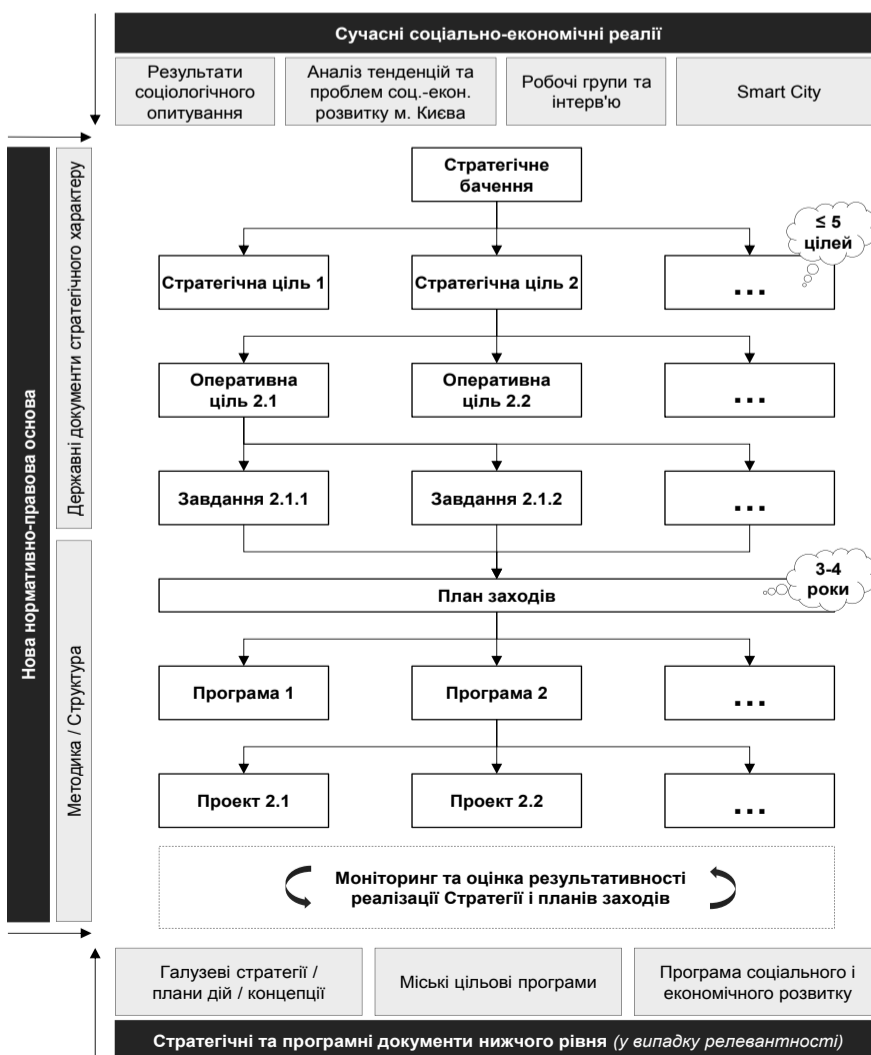 Сучасні соціально-економічні реалії
Результати
соціологічного
опитування
Аналіз тенденцій та
проблем соц.-екон.
розвитку м. Києва
Робочі групи та
інтерв'ю
Smart City
Нова нормативно-правова основа
Державні документи стратегічного характеру
Методика / Структура
Стратегічне
бачення
≤ 5
цілей
Стратегічна ціль 1
Стратегічна ціль 2
...
Оперативна
ціль 2.1
Оперативна
ціль 2.2
...
Завдання 2.1.1
Завдання 2.1.2
...
3-4
роки
План заходів
Програма 1
Програма 2
...
Проект 2.1
Проект 2.2
...
Моніторинг та оцінка результативності
реалізації Стратегії і планів заходів
Галузеві стратегії /
плани дій / концепції
Міські цільові програми
Програма соціального і
економічного розвитку
Стратегічні та програмні документи нижчого рівня (у випадку релевантності)